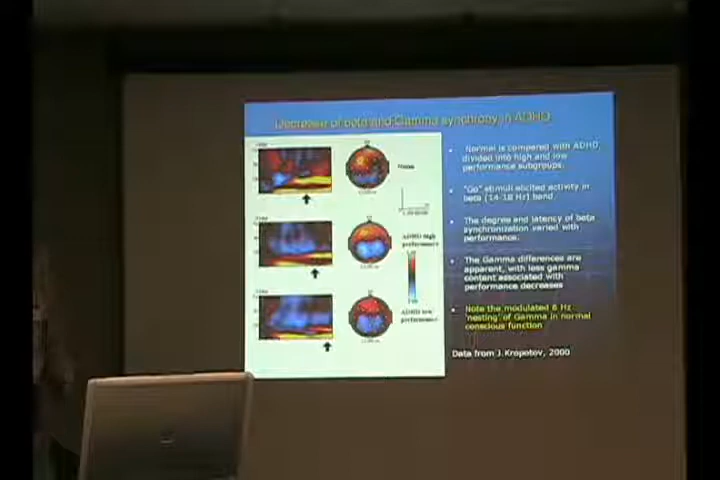 Decrease of beta and Gamma synchrony in ADHD
Normal is compared with ADHD,
divided into high and low
performance subgroups.
"Go" stimuli elicited activity in
beta (14-18 Hz) band.
The degree and latency of beta
synchronization varied with
performance.
The Gamma differences are
apparent, with less gamma
content associated with
performance decreases
Note the modulated 6 Hz
'nesting' of Gamma in normal
conscious function
Data from J.Kropotov, 2000
ADHD high
performance
ADHD low
performance